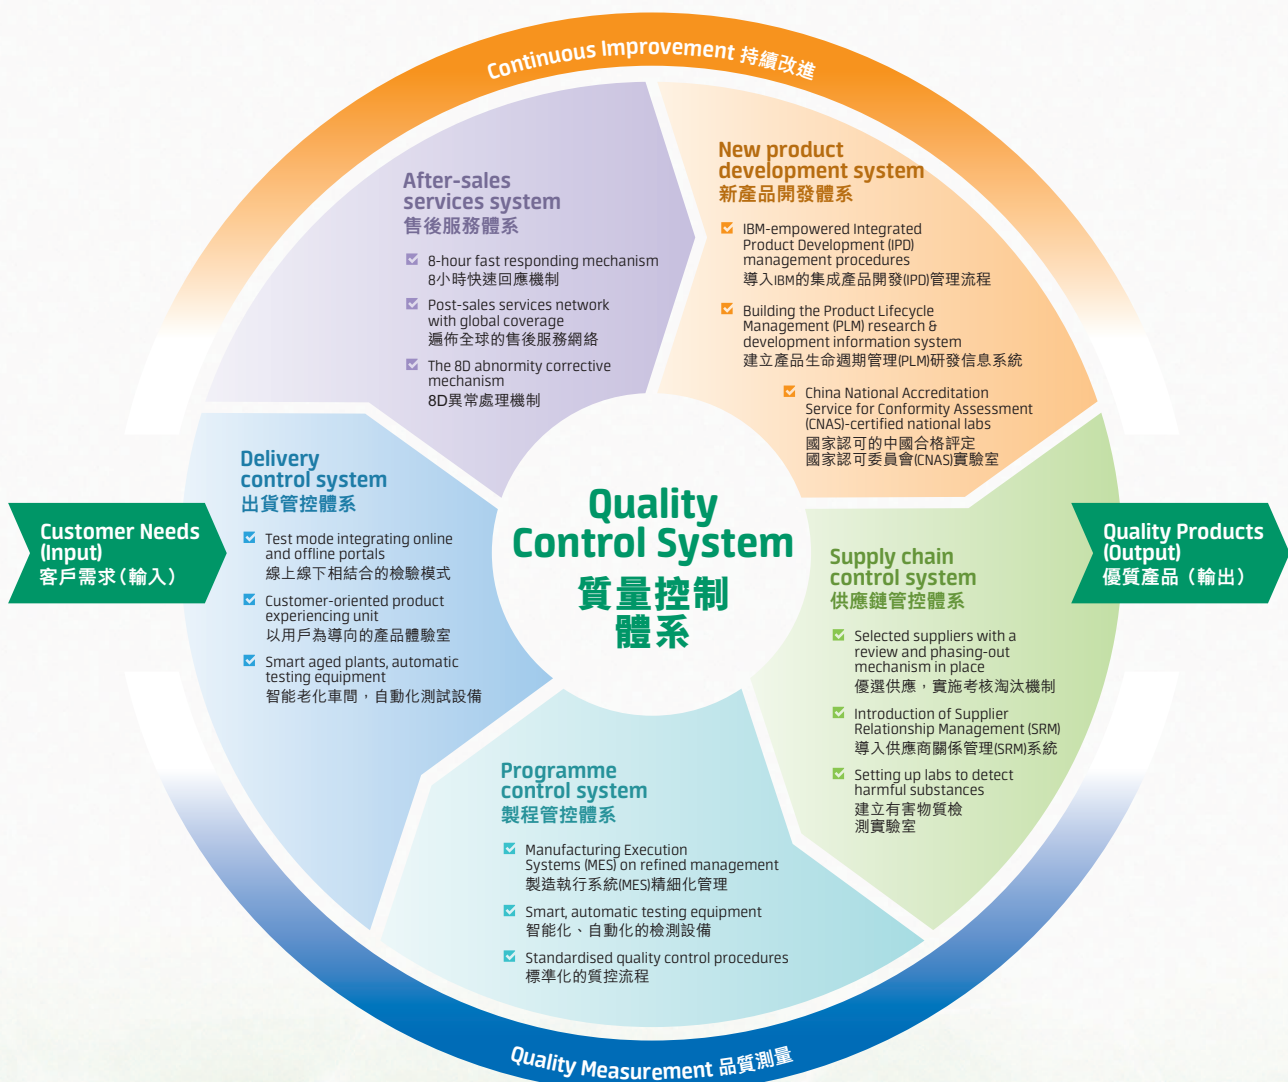 Continuous Improvement 持續改進
After-sales
services system
售後服務體系
8-hour fast responding mechanism
8小時快速回應機制
Post-sales services network
with global coverage
遍佈全球的售後服務網絡
The 8D abnormity corrective
mechanism
8D異常處理機制
New product
development system
新產品開發體系
IBM-empowered Integrated
Product Development (IPD)
management procedures
導入IBM的集成產品開發(IPD)管理流程
Building the Product Lifecycle
Management (PLM) research &
development information system
建立產品生命週期管理(PLM)研發信息系統
China National Accreditation
Service for Conformity Assessment
(CNAS)-certified national labs
國家認可的中國合格評定
國家認可委員會(CNAS)實驗室
Customer Needs
(Input)
客戶需求(輸入)
Delivery
control system
出貨管控體系
Test mode integrating online
and offline portals
線上線下相結合的檢驗模式
Customer-oriented product
experiencing unit
以用戶為導向的產品體驗室
Smart aged plants, automatic
testing equipment
智能老化車間，自動化測試設備
Quality
Control System
質量控制
體系
Supply chain
control system
供應鏈管控體系
Selected suppliers with a
review and phasing-out
mechanism in place
優選供應，實施考核淘汰機制
Introduction of Supplier
Relationship Management (SRM)
導入供應商關係管理(SRM)系統
Setting up labs to detect
harmful substances
建立有害物質檢
測實驗室
Quality Products
(Output)
優質產品（輸出）
Programme
control system
製程管控體系
Manufacturing Execution
Systems (MES) on refined management
製造執行系統(MES)精細化管理
Smart, automatic testing equipment
智能化、自動化的檢測設備
Standardised quality control procedures
標準化的質控流程
Quality Measurement 品質測量